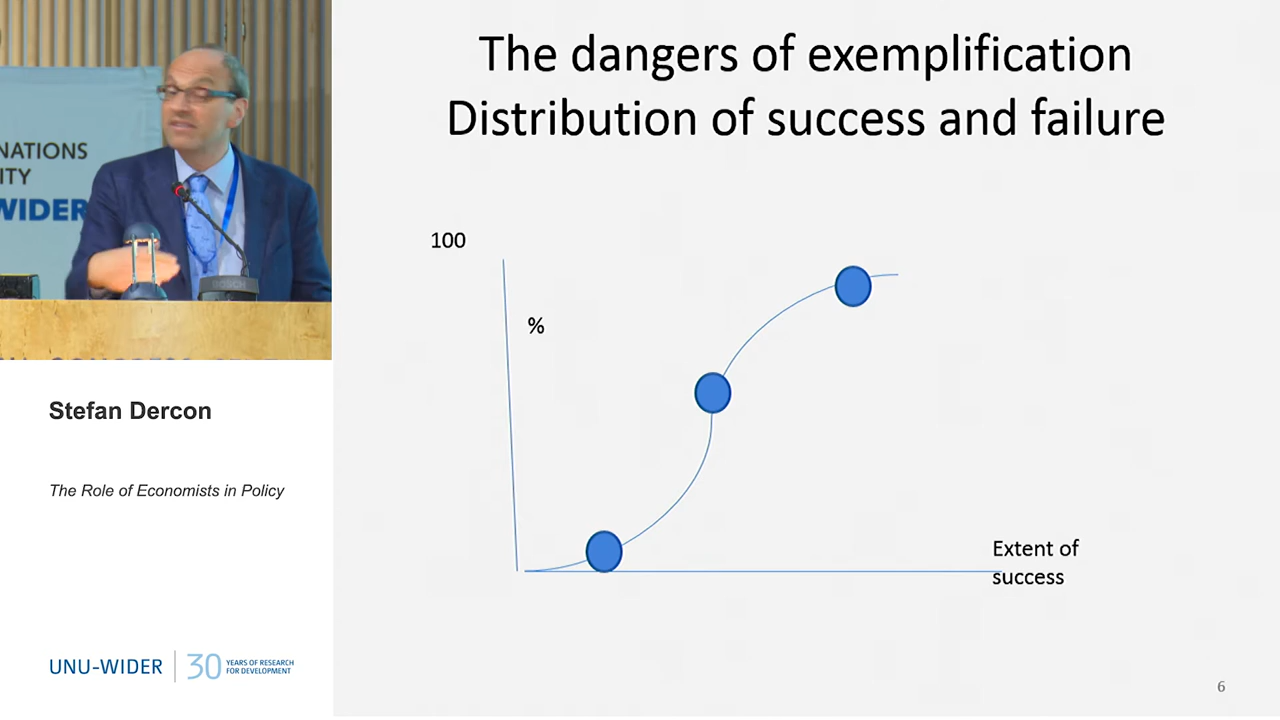 The dangers of exemplification
Distribution of success and failure
NATIONS
ITY
WIDER
BOSCH
100
%
Extent of
success
Stefan Dercon
The Role of Economists in Policy
UNU-WIDER
30 YEARS OF RESEARCH
FOR DEVELOPMENT
6